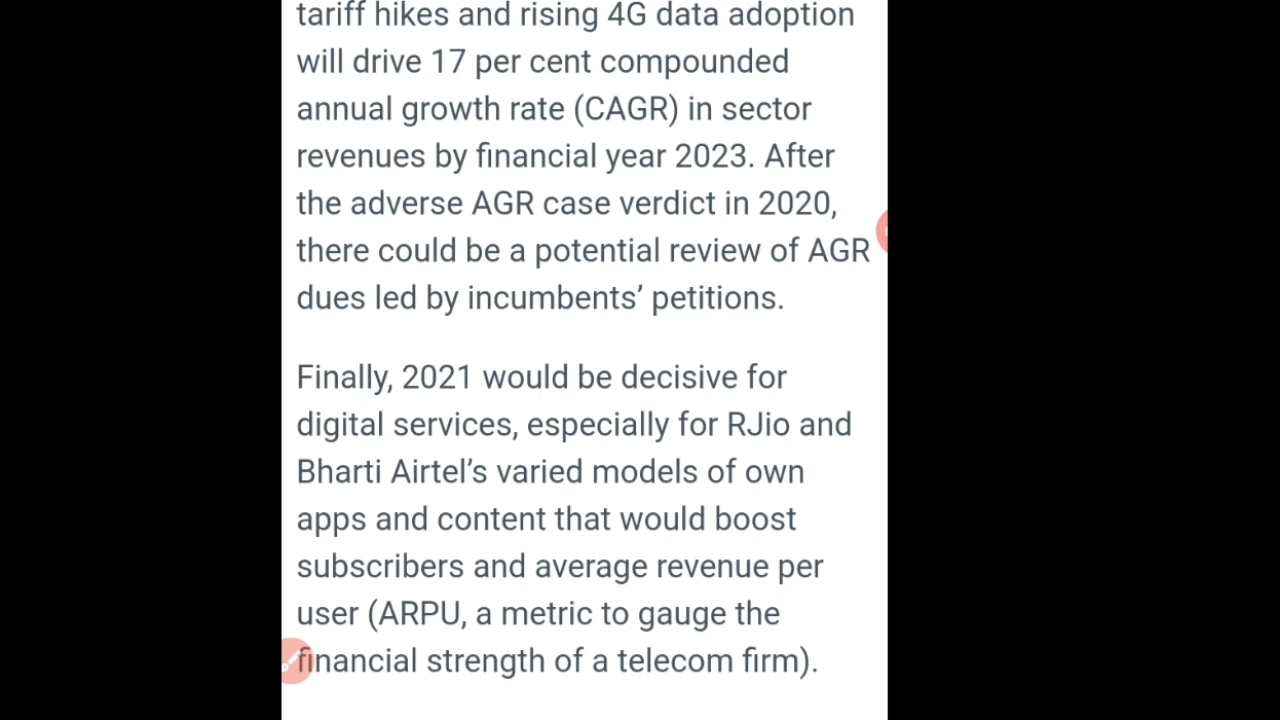 tariff hikes and rising 4G data adoption
will drive 17 per cent compounded
annual growth rate (CAGR) in sector
revenues by financial year 2023. After
the adverse AGR case verdict in 2020,
there could be a potential review of AGR
dues led by incumbents’ petitions.
Finally, 2021 would be decisive for
digital services, especially for RJio and
Bharti Airtel’s varied models of own
apps and content that would boost
subscribers and average revenue per
user (ARPU, a metric to gauge the
financial strength of a telecom firm).